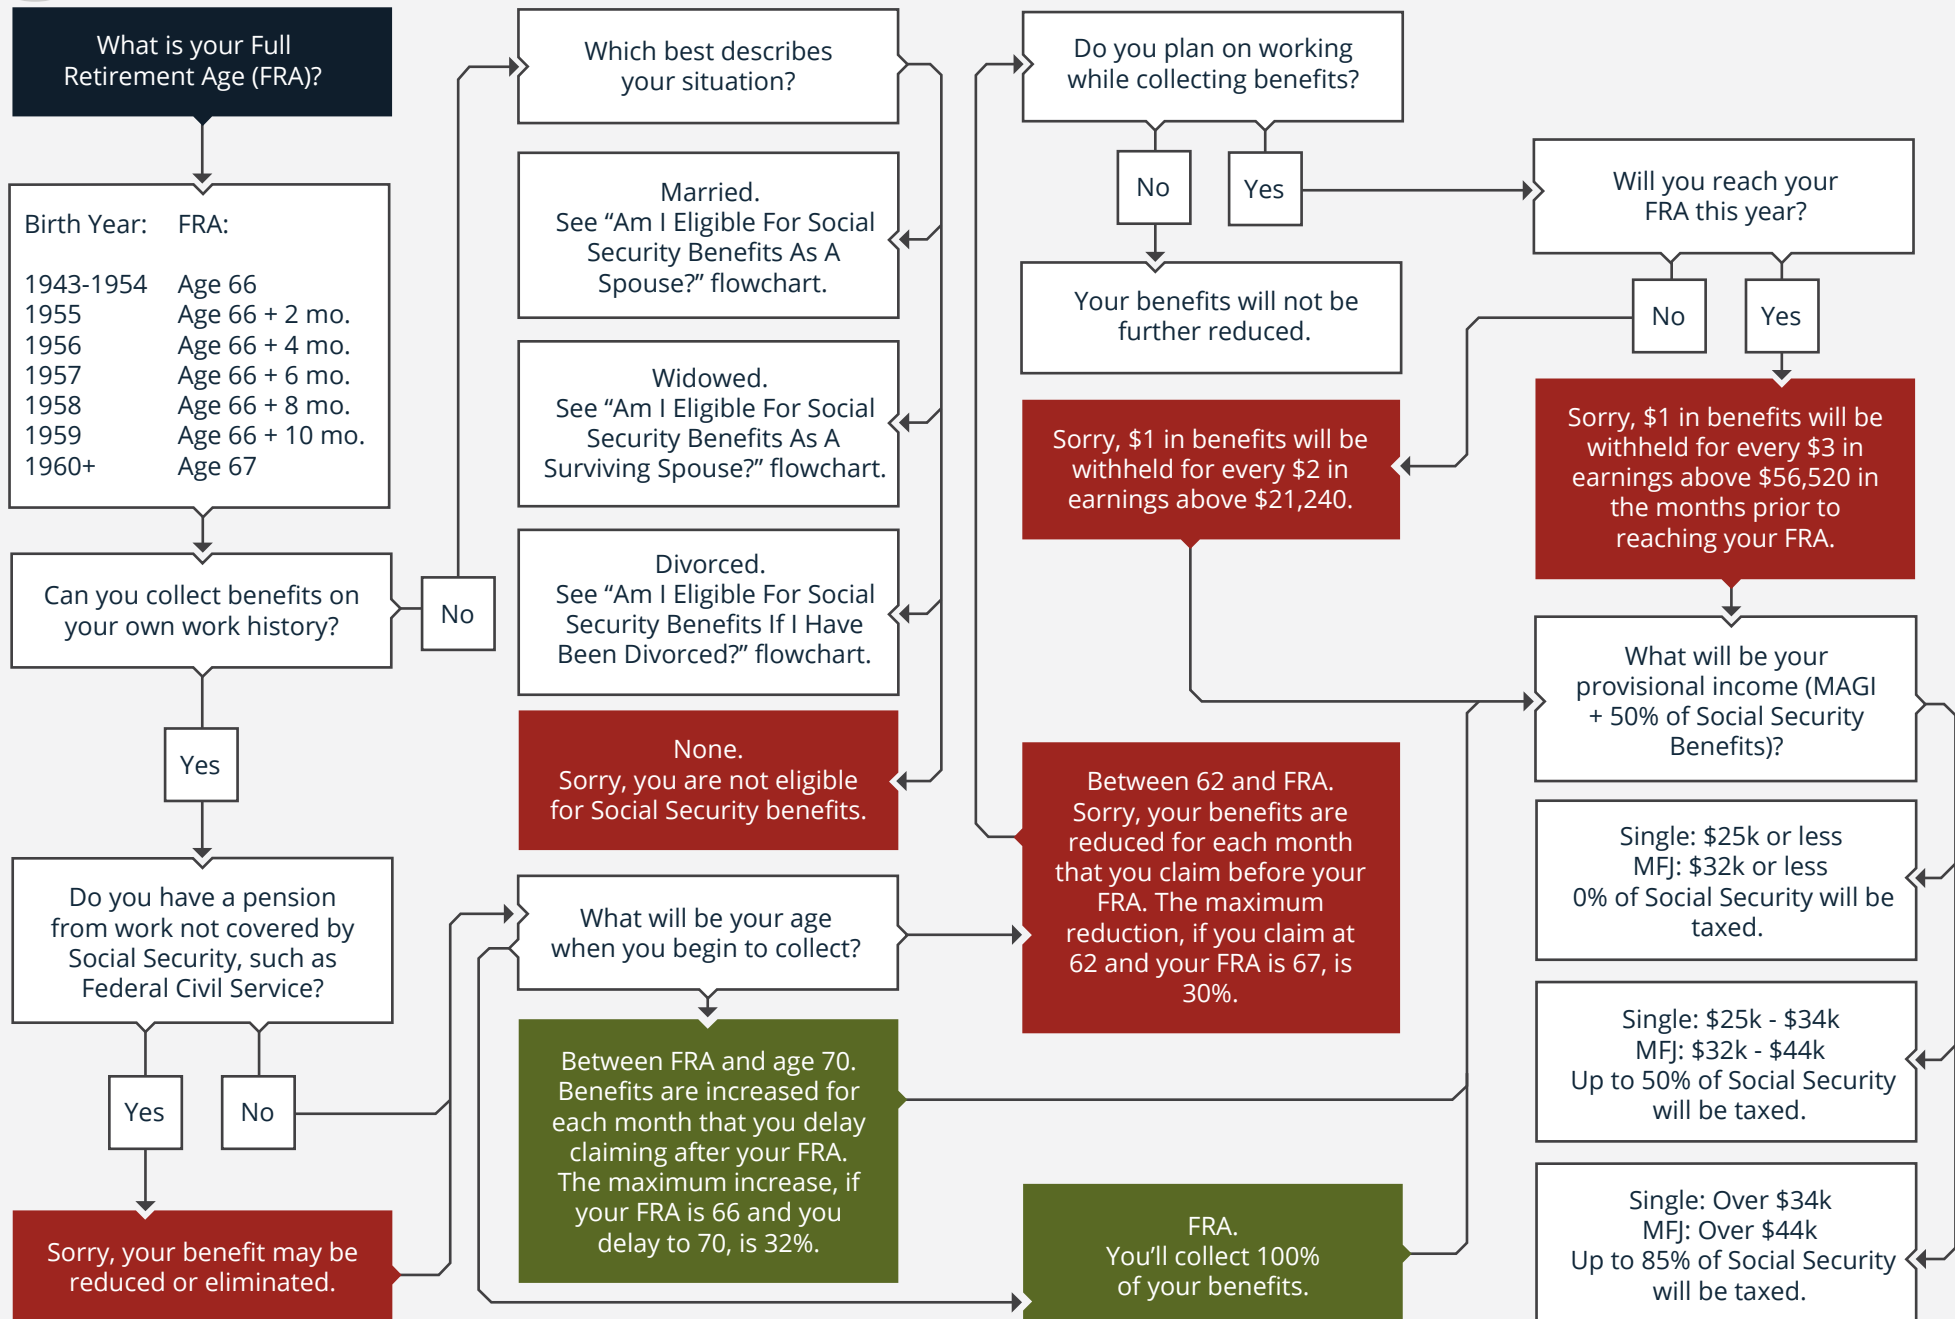 What is your Full
Retirement Age (FRA)?
Birth Year: FRA:
1943-1954 Age 66
1955 Age 66 + 2 mo.
1956 Age 66 + 4 mo.
1957 Age 66 + 6 mo.
1958 Age 66 + 8 mo.
1959 Age 66 + 10 mo.
1960+ Age 67
Can you collect benefits on
your own work history?
No
Yes
Do you have a pension
from work not covered by
Social Security, such as
Federal Civil Service?
Yes
No
Sorry, your benefit may be
reduced or eliminated.
Which best describes
your situation?
Married.
See “Am I Eligible For Social
Security Benefits As A
Spouse?” flowchart.
Widowed.
See “Am I Eligible For Social
Security Benefits As A
Surviving Spouse?” flowchart.
Divorced.
See “Am I Eligible For Social
Security Benefits If I Have
Been Divorced?” flowchart.
None.
Sorry, you are not eligible
for Social Security benefits.
What will be your age
when you begin to collect?
Between FRA and age 70.
Benefits are increased for
each month that you delay
claiming after your FRA.
The maximum increase, if
your FRA is 66 and you
delay to 70, is 32%.
Do you plan on working
while collecting benefits?
No
Yes
Your benefits will not be
further reduced.
Sorry, $1 in benefits will be
withheld for every $2 in
earnings above $21,240.
Between 62 and FRA.
Sorry, your benefits are
reduced for each month
that you claim before your
FRA. The maximum
reduction, if you claim at
62 and your FRA is 67, is
30%.
FRA.
You’ll collect 100%
of your benefits.
Will you reach your
FRA this year?
No
Yes
Sorry, $1 in benefits will be
withheld for every $3 in
earnings above $56,520 in
the months prior to
reaching your FRA.
What will be your
provisional income (MAGI
+ 50% of Social Security
Benefits)?
Single: $25k or less
MFJ: $32k or less
0% of Social Security will be
taxed.
Single: $25k - $34k
MFJ: $32k - $44k
Up to 50% of Social Security
will be taxed.
Single: Over $34k
MFJ: Over $44k
Up to 85% of Social Security
will be taxed.